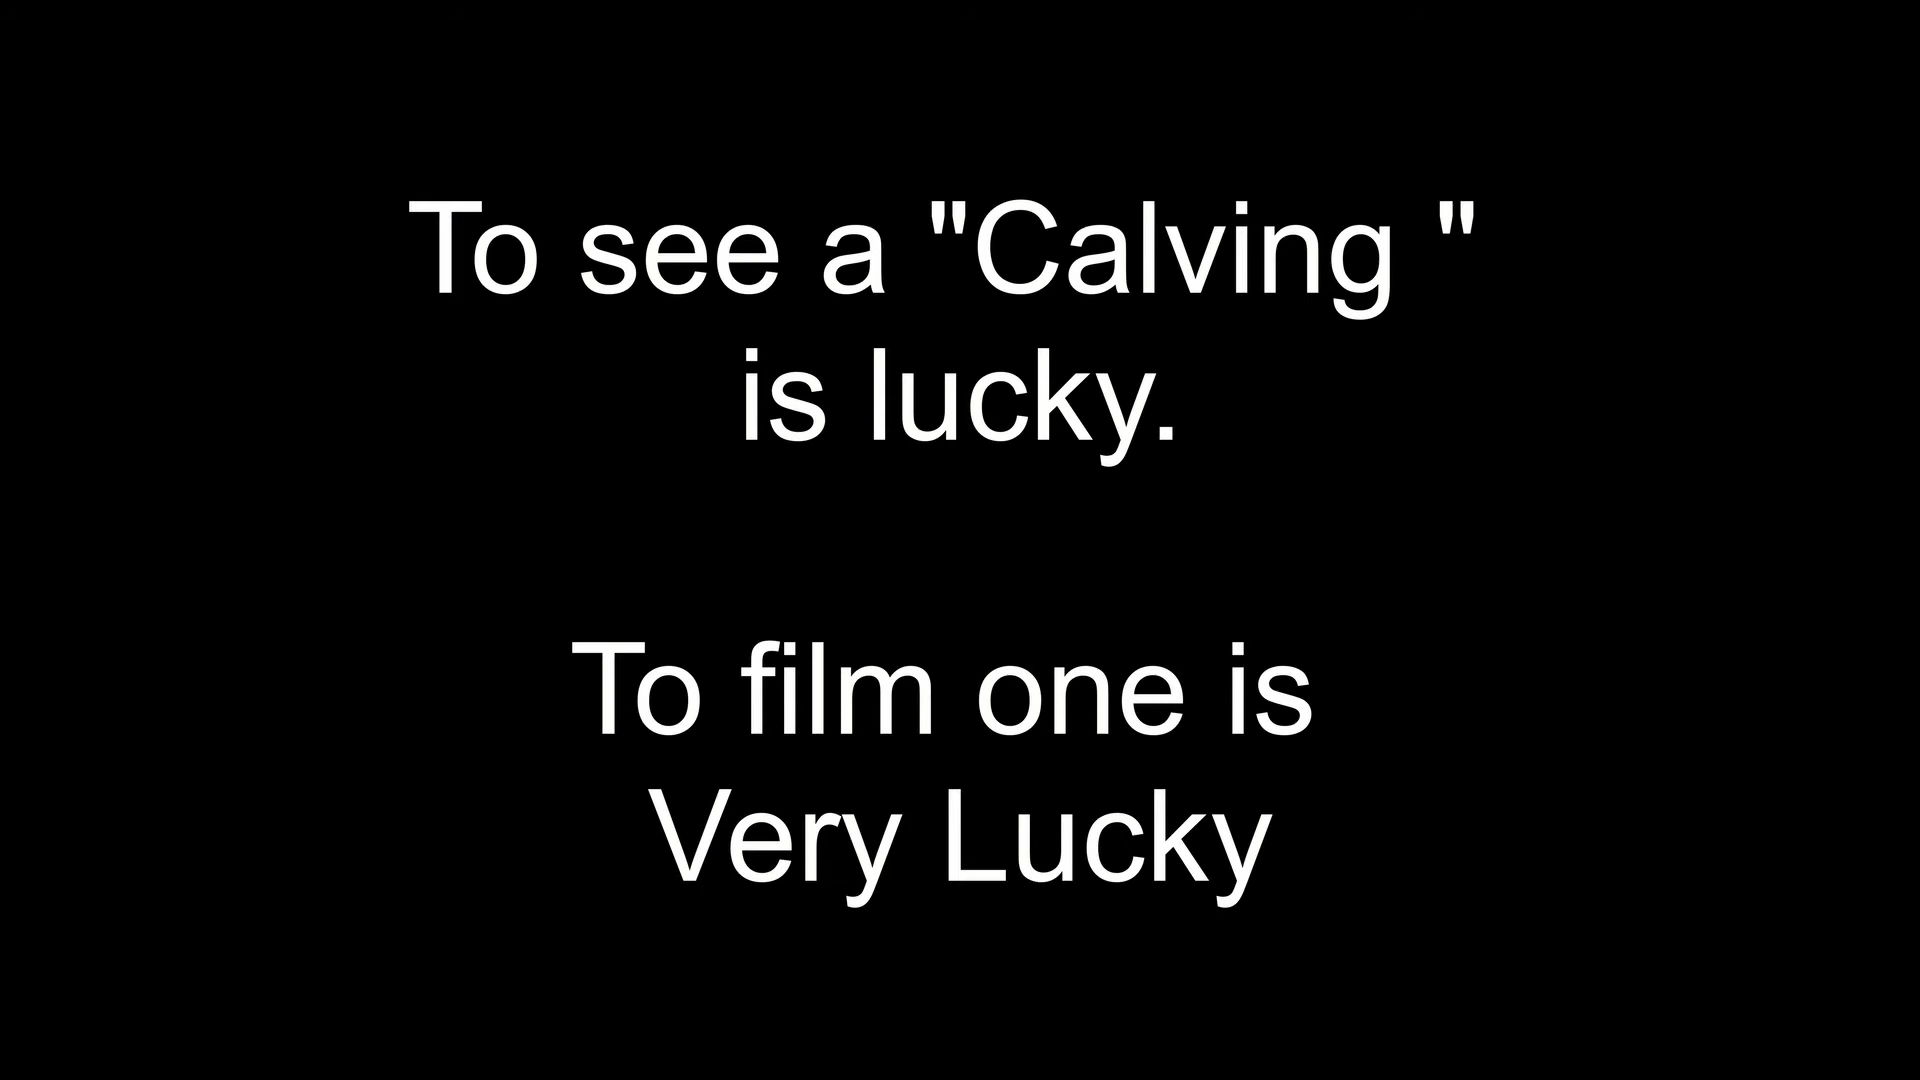 To see a "Calving "
is lucky.
To film one is
Very Lucky